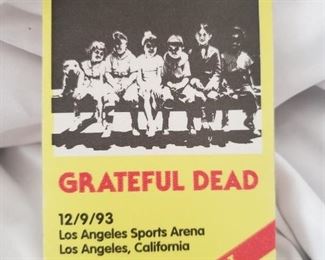 GRATEFUL DEAD
12/9/93
Los Angeles Sports Arena
Los Angeles, California